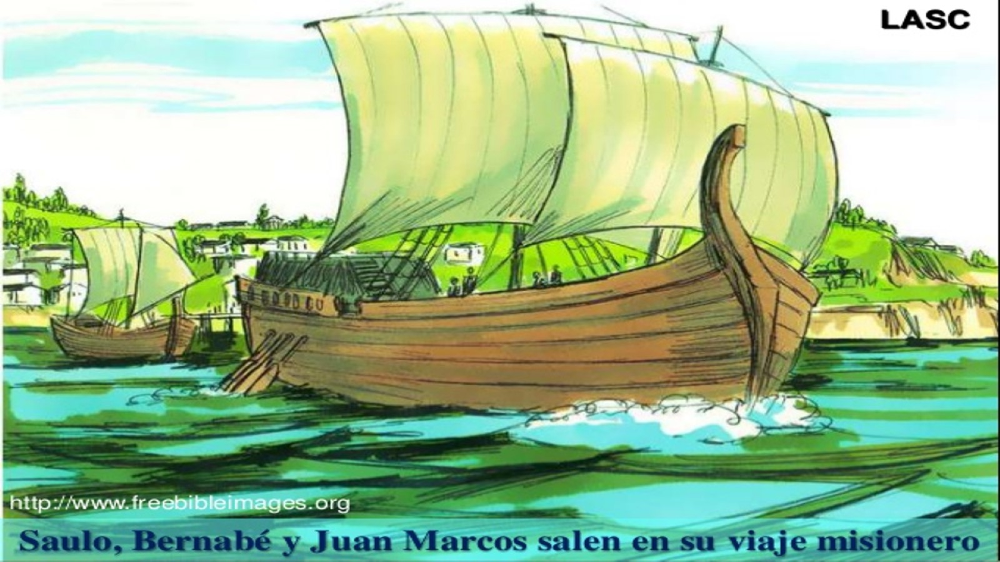 LASC
http://www.freebibleimages.org
Saulo, Bernabé y Juan Marcos salen en su viaje misionero